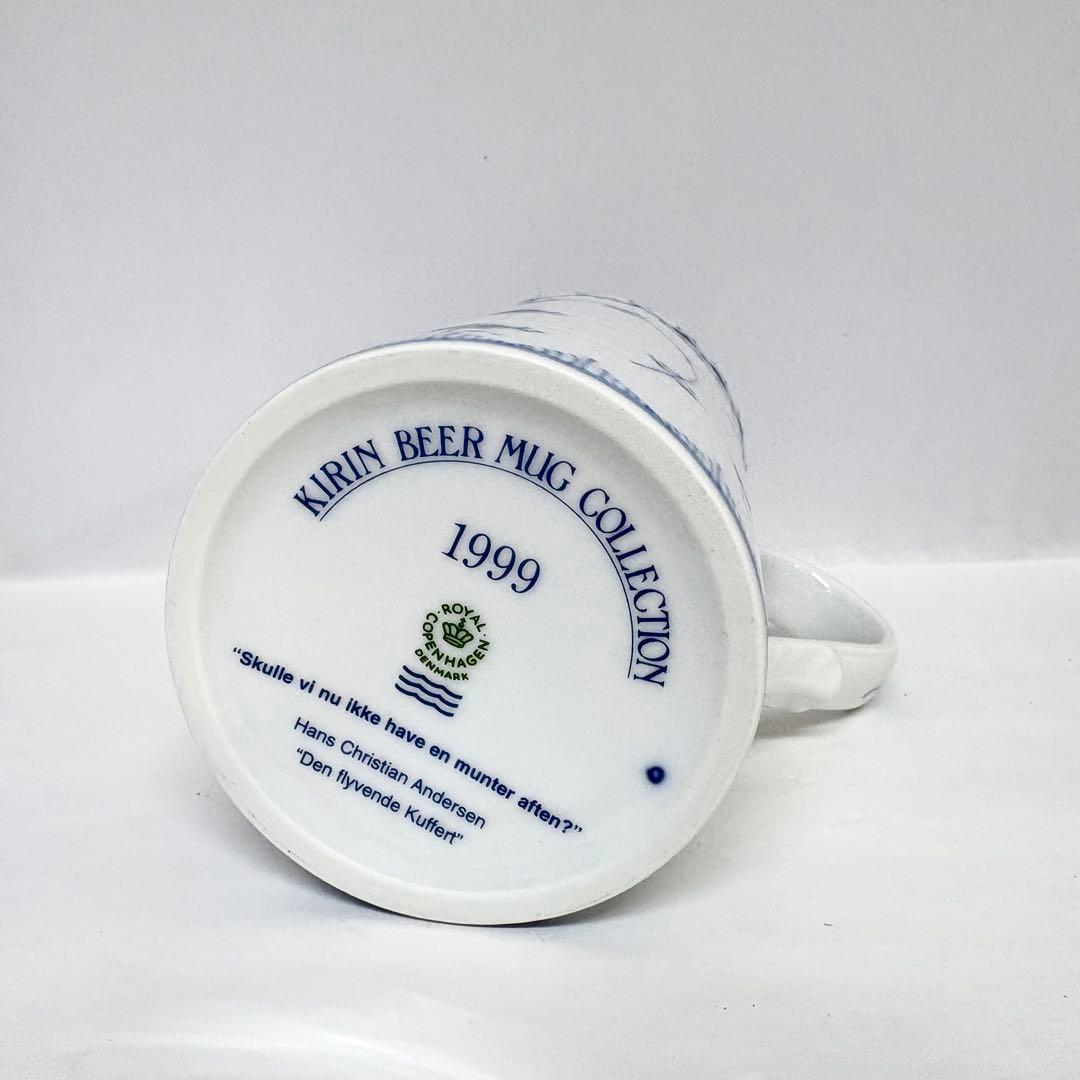 KIRIN BEER MUG COLLECTION
1999
·ROYAL·
COPENHAGEN
DENMARK
"Skulle vi nu ikke have en munter aften?"
Hans Christian Andersen
"Den flyvende Kuffert"